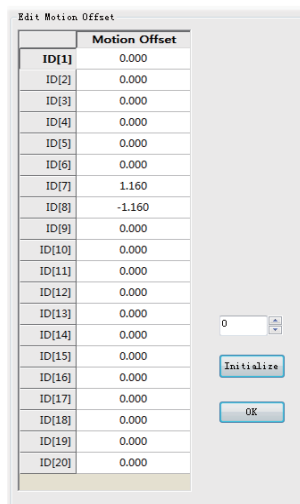 Edit Motion Offset
Motion Offset
ID[1] 0.000
ID[2] 0.000
ID[3] 0.000
ID[4] 0.000
ID[5] 0.000
ID[6] 0.000
ID[7] 1.160
ID[8] -1.160
ID[9] 0.000
ID[10] 0.000
ID[11] 0.000
ID[12] 0.000
ID[13] 0.000
ID[14] 0.000
ID[15] 0.000
ID[16] 0.000
ID[17] 0.000
ID[18] 0.000
ID[19] 0.000
ID[20] 0.000
0
Initialize
OK